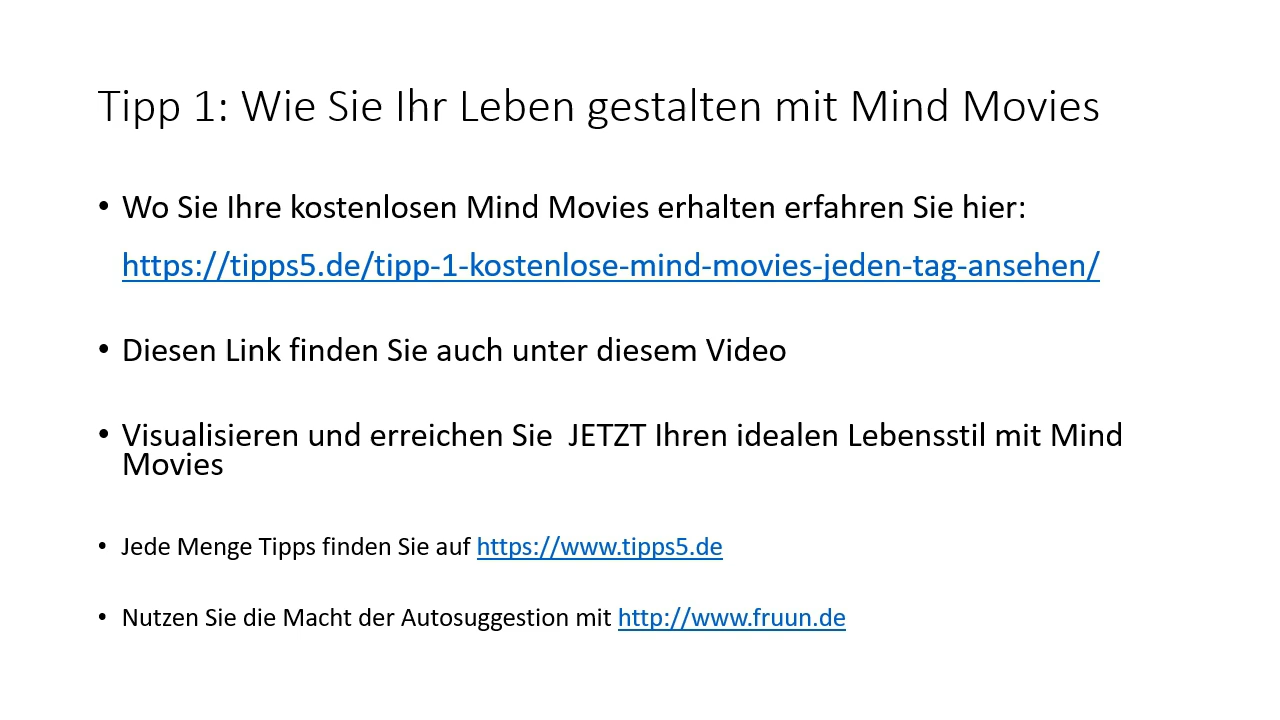 Tipp 1: Wie Sie Ihr Leben gestalten mit Mind Movies
• Wo Sie Ihre kostenlosen Mind Movies erhalten erfahren Sie hier:
https://tipps5.de/tipp-1-kostenlose-mind-movies-jeden-tag-ansehen/
• Diesen Link finden Sie auch unter diesem Video
• Visualisieren und erreichen Sie  JETZT Ihren idealen Lebensstil mit Mind
Movies
• Jede Menge Tipps finden Sie auf https://www.tipps5.de
• Nutzen Sie die Macht der Autosuggestion mit http://www.fruun.de